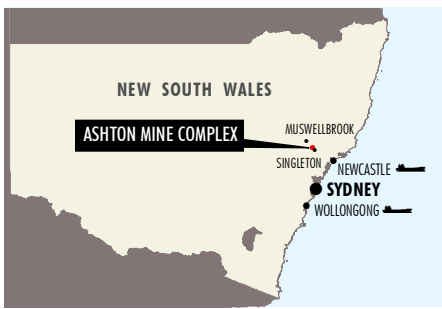 NEW SOUTH WALES
MUSWELLBROOK
ASHTON MINE COMPLEX
SINGLETON
NEWCASTLE
SYDNEY
WOLLONGONG